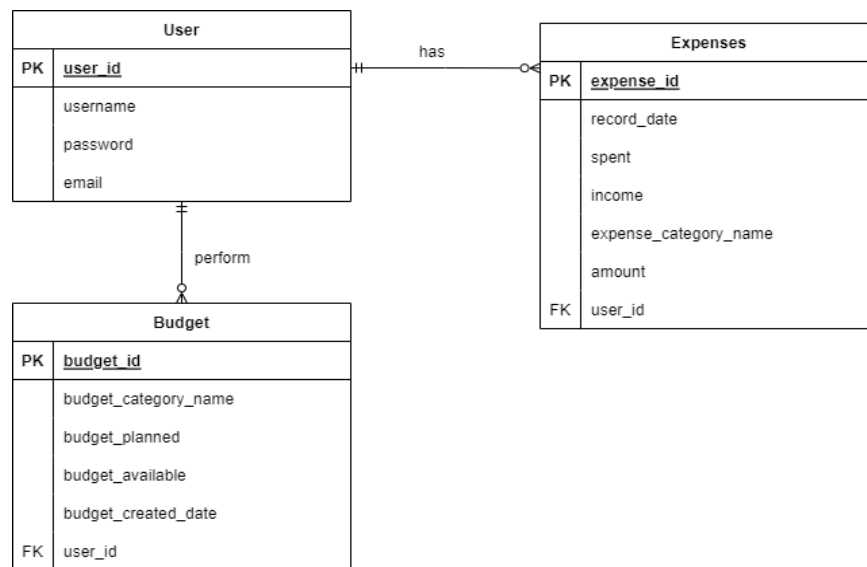 User
PK user_id
username
password
email
has
Expenses
PK expense_id
record_date
spent
income
expense_category_name
amount
FK user_id
perform
Budget
PK budget_id
budget_category_name
budget_planned
budget_available
budget_created_date
FK user_id